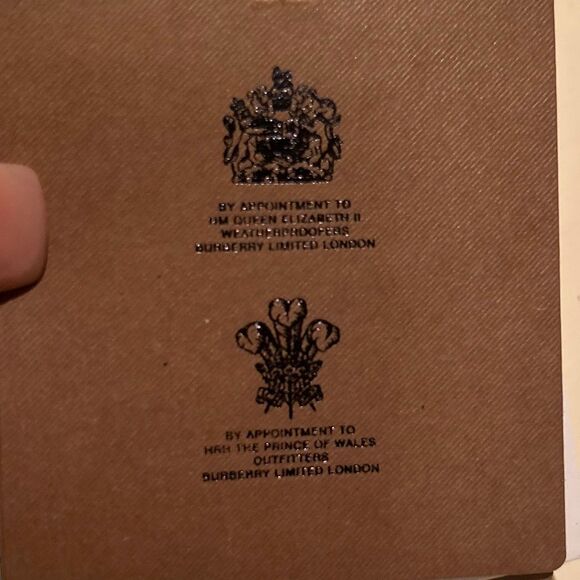 BY APPOINTMENT TO
HM QUEEN ELIZABETH II
WEATHERPROOFERS
BURBERRY LIMITED LONDON
BY APPOINTMENT TO
HRH THE PRINCE OF WALES
OUTFITTERS
BURBERRY LIMITED LONDON